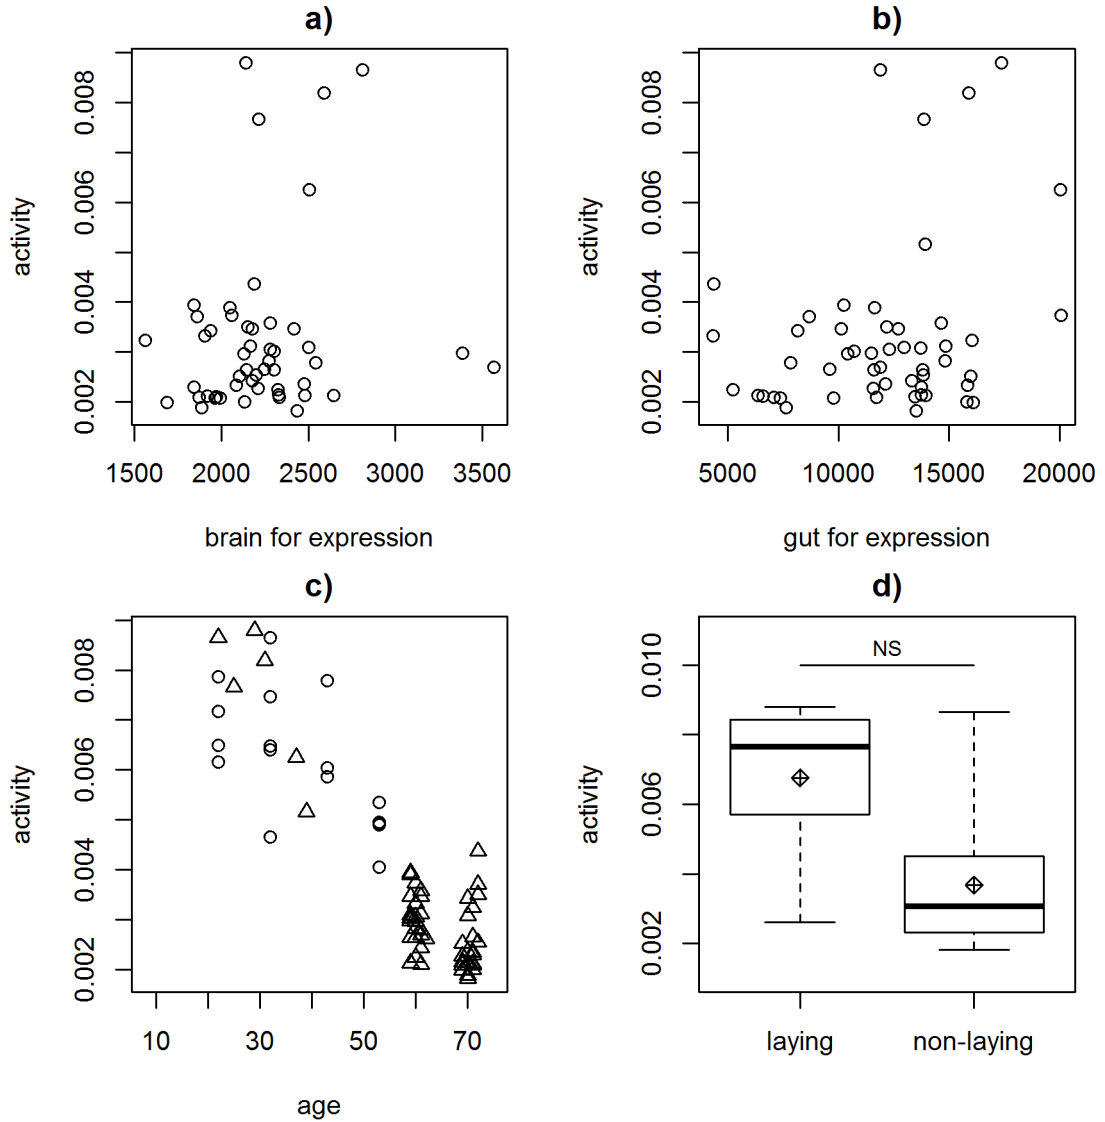 a)
activity
0.002 0.004 0.006 0.008
1500 2000 2500 3000 3500
brain for expression
b)
activity
0.002 0.004 0.006 0.008
5000 10000 15000 20000
gut for expression
c)
activity
0.002 0.004 0.006 0.008
10 30 50 70
age
d)
activity
0.002 0.006 0.010
NS
laying non-laying